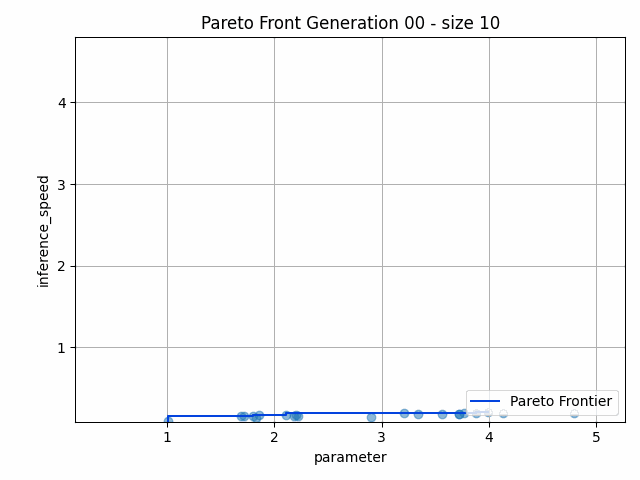 Pareto Front Generation 00 - size 10
inference_speed
4
3
2
1
Pareto Frontier
1 2 3 4 5
parameter